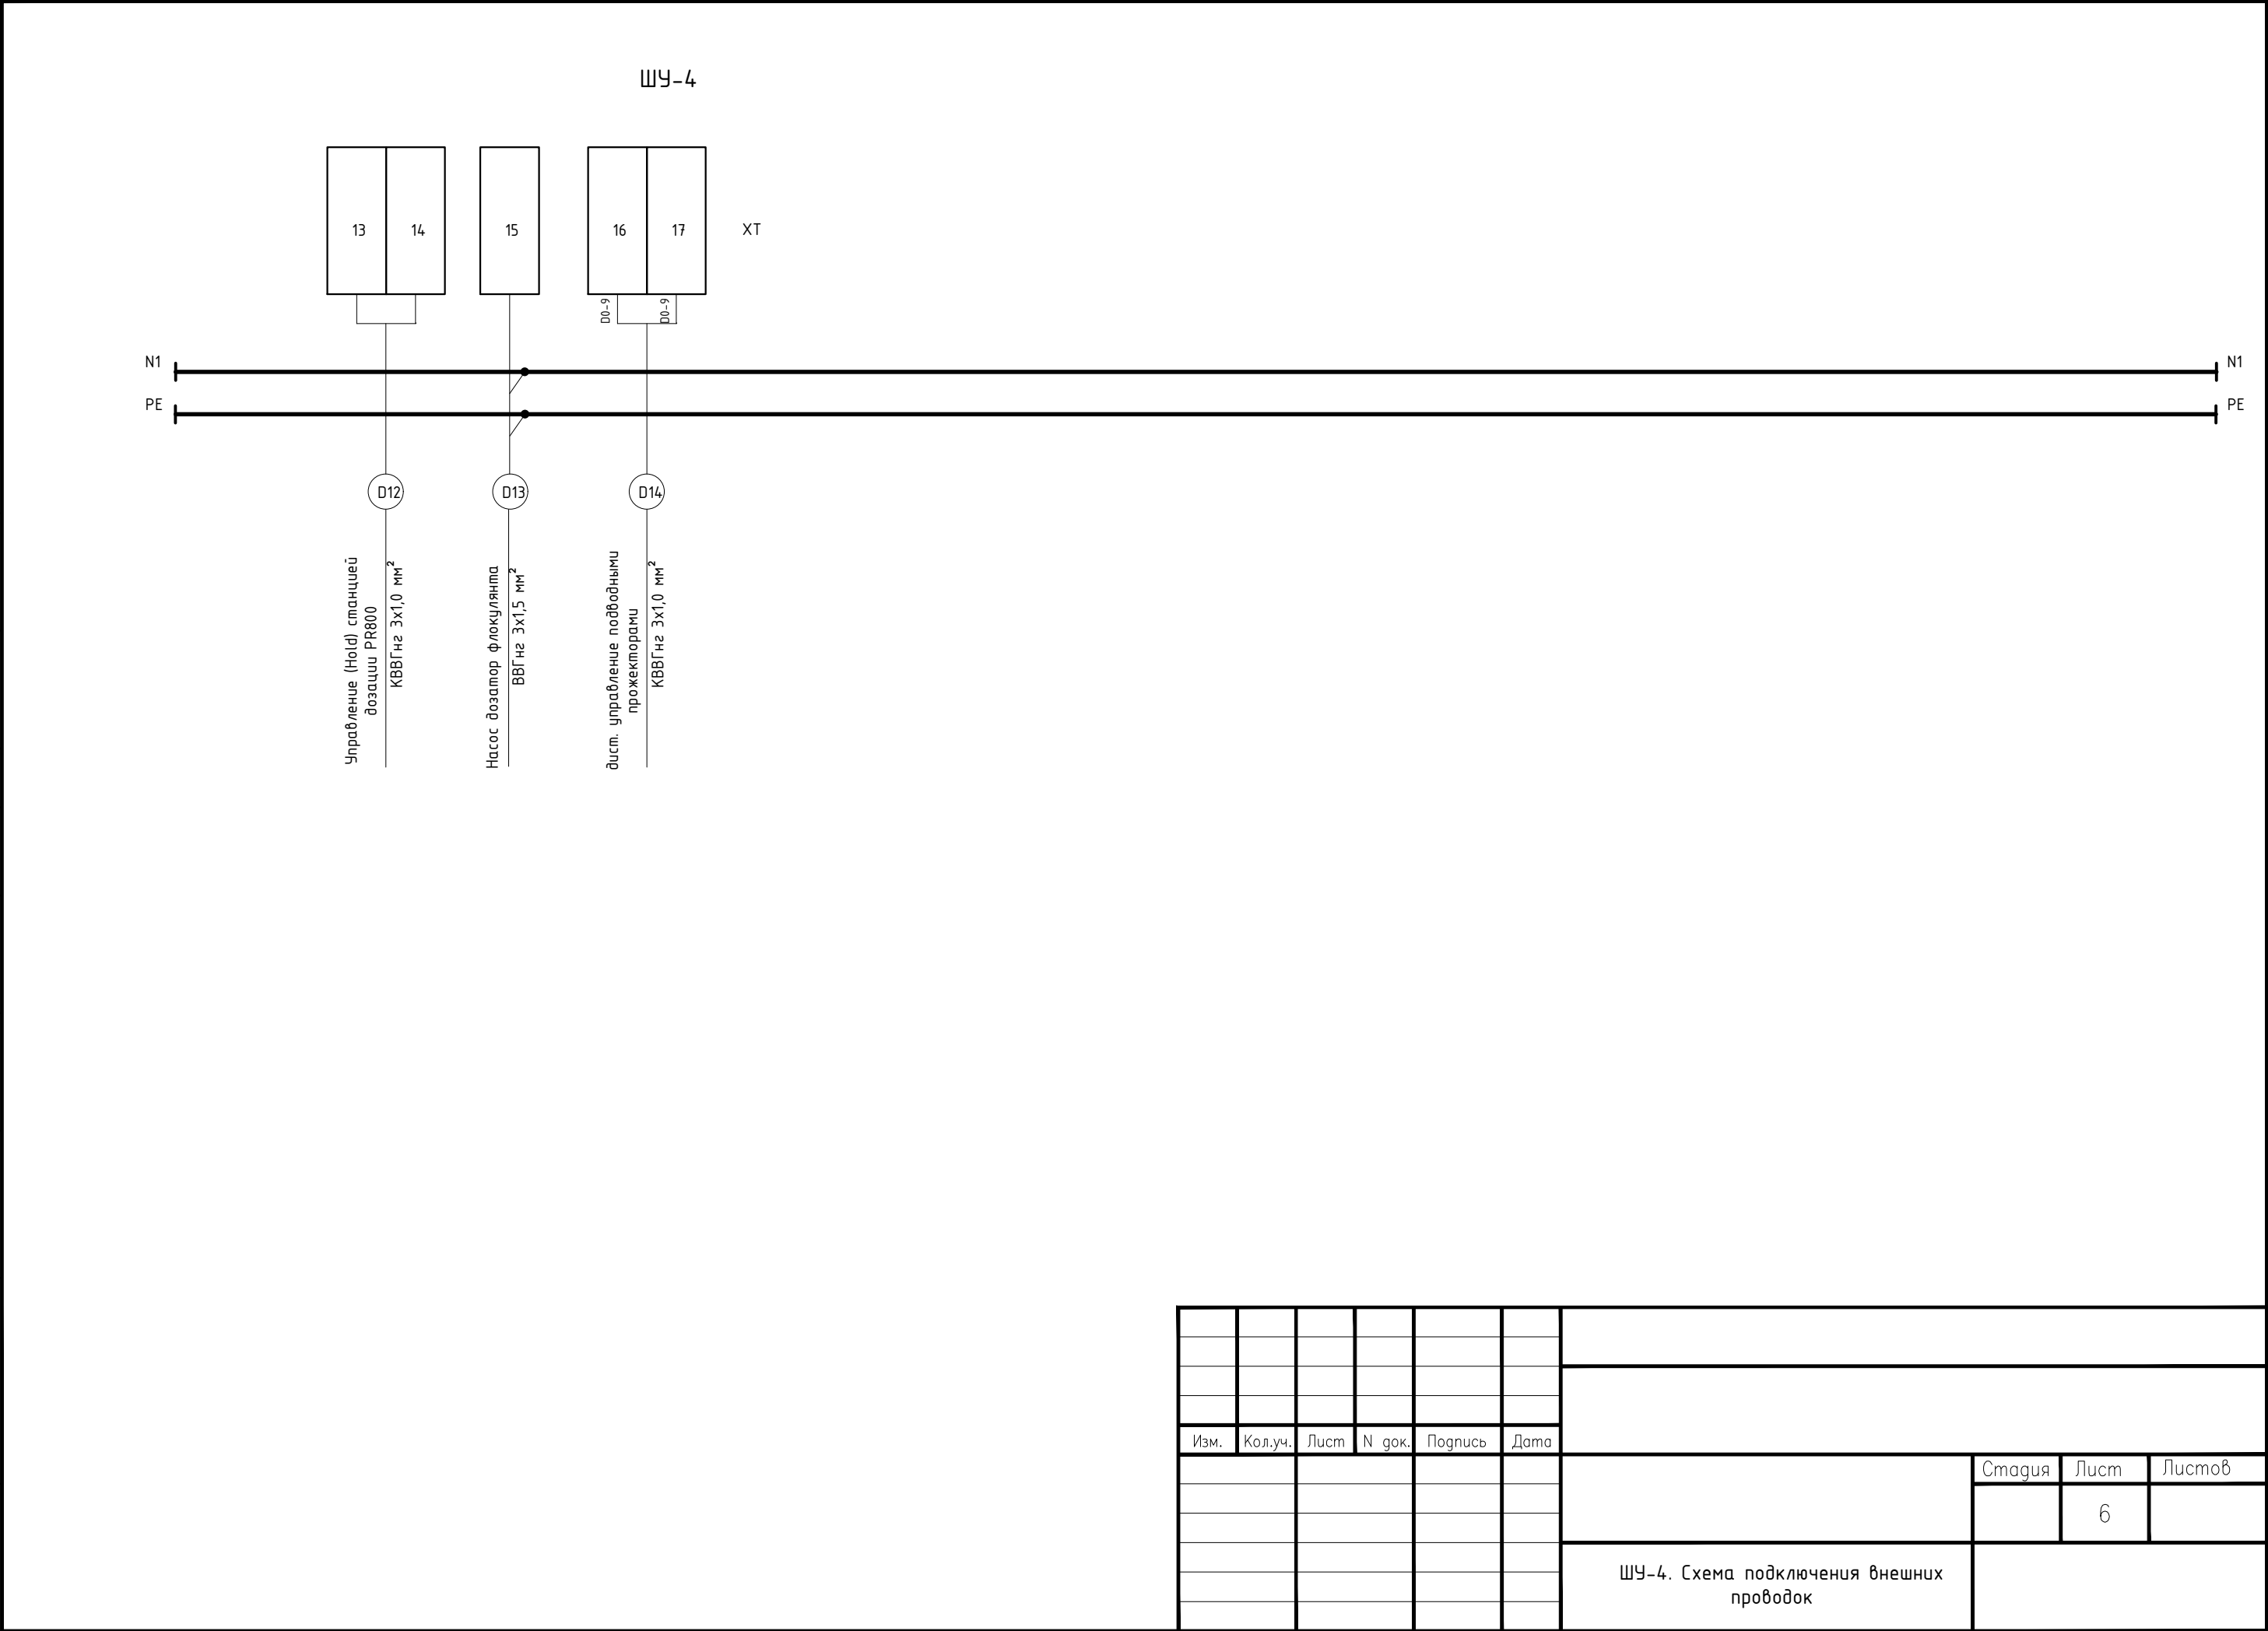 ШУ-4
13
14
15
16
17
XT
D0-9
D0-9
N1
N1
PE
PE
D12
D13
D14
Управление (Hold) станцией
дозации PR800
КВВГнг 3х1,0 мм²
Насос дозатор флокулянта
ВВГнг 3х1,5 мм²
дист. управление подводными
прожекторами
КВВГнг 3х1,0 мм²
Изм.
Кол.уч.
Лист
N док.
Подпись
Дата
Стадия
Лист
Листов
6
ШУ-4. Схема подключения внешних
проводок